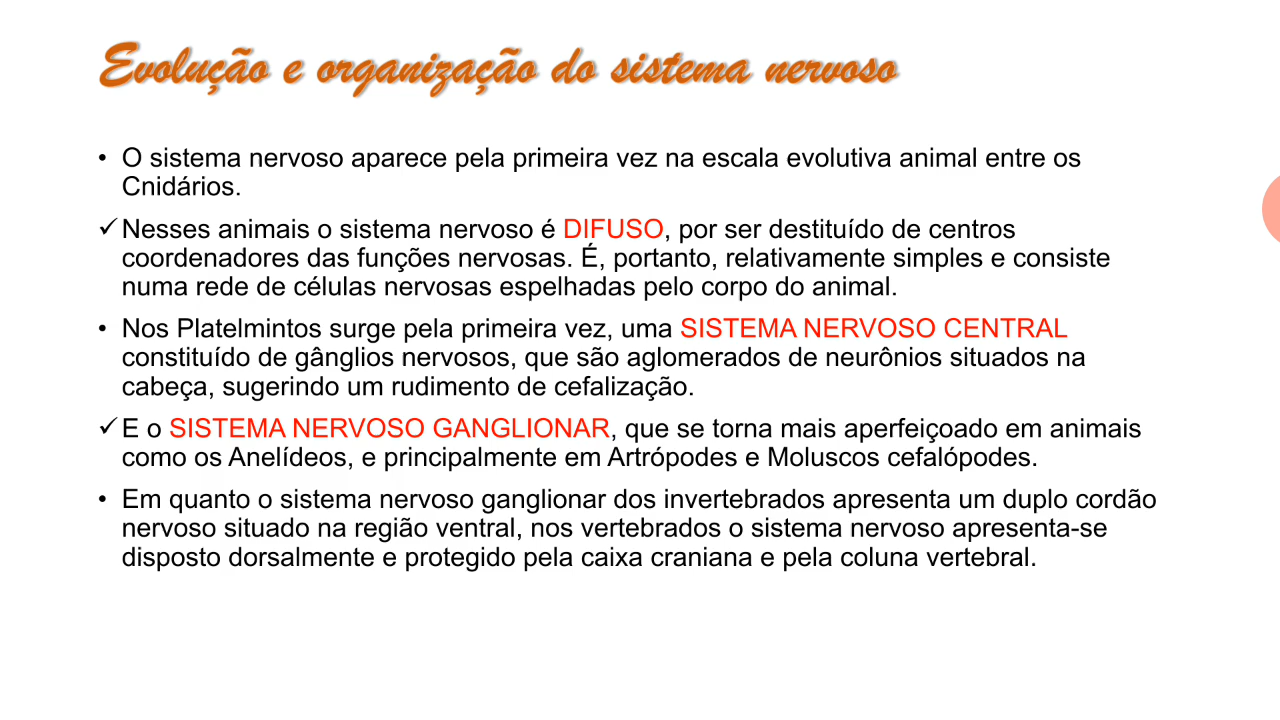 Evolução e organização do sistema nervoso
• O sistema nervoso aparece pela primeira vez na escala evolutiva animal entre os
Cnidários.
✓ Nesses animais o sistema nervoso é DIFUSO, por ser destituído de centros
coordenadores das funções nervosas. É, portanto, relativamente simples e consiste
numa rede de células nervosas espelhadas pelo corpo do animal.
• Nos Platelmintos surge pela primeira vez, uma SISTEMA NERVOSO CENTRAL
constituído de gânglios nervosos, que são aglomerados de neurônios situados na
cabeça, sugerindo um rudimento de cefalização.
✓ E o SISTEMA NERVOSO GANGLIONAR, que se torna mais aperfeiçoado em animais
como os Anelídeos, e principalmente em Artrópodes e Moluscos cefalópodes.
• Em quanto o sistema nervoso ganglionar dos invertebrados apresenta um duplo cordão
nervoso situado na região ventral, nos vertebrados o sistema nervoso apresenta-se
disposto dorsalmente e protegido pela caixa craniana e pela coluna vertebral.